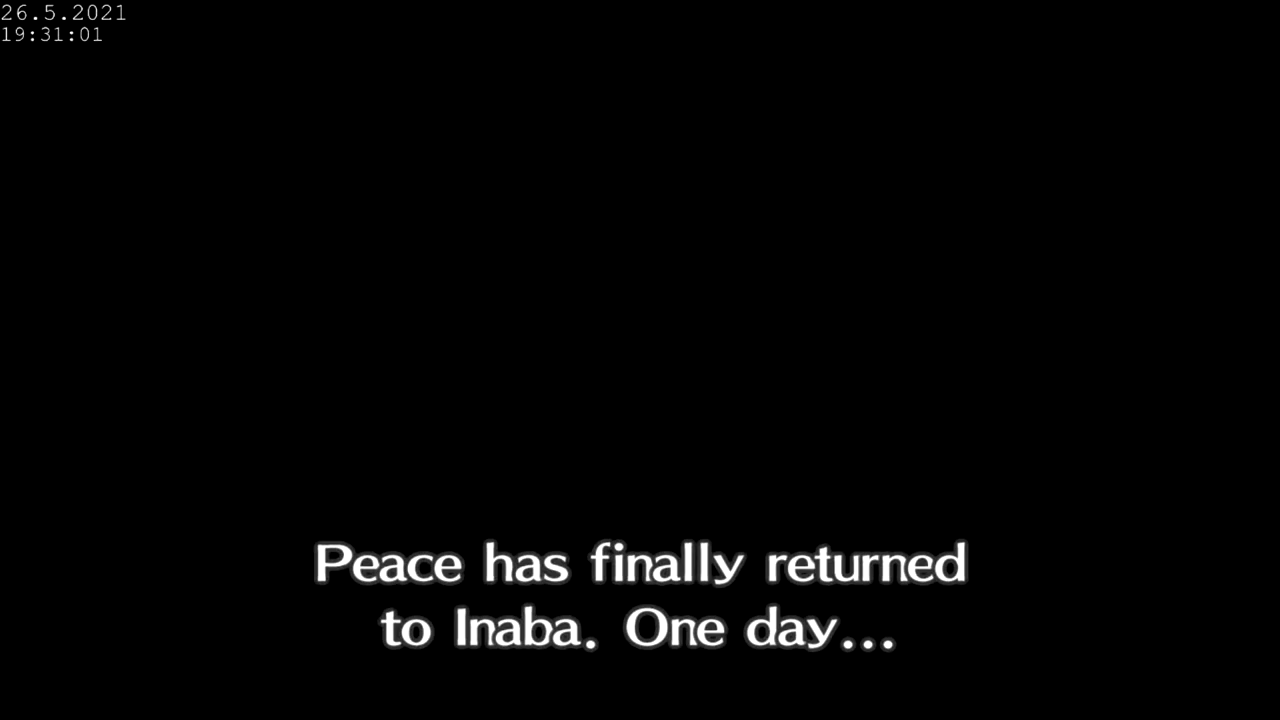 26.5.2021
19:31:01
Peace has finally returned
to Inaba. One day...